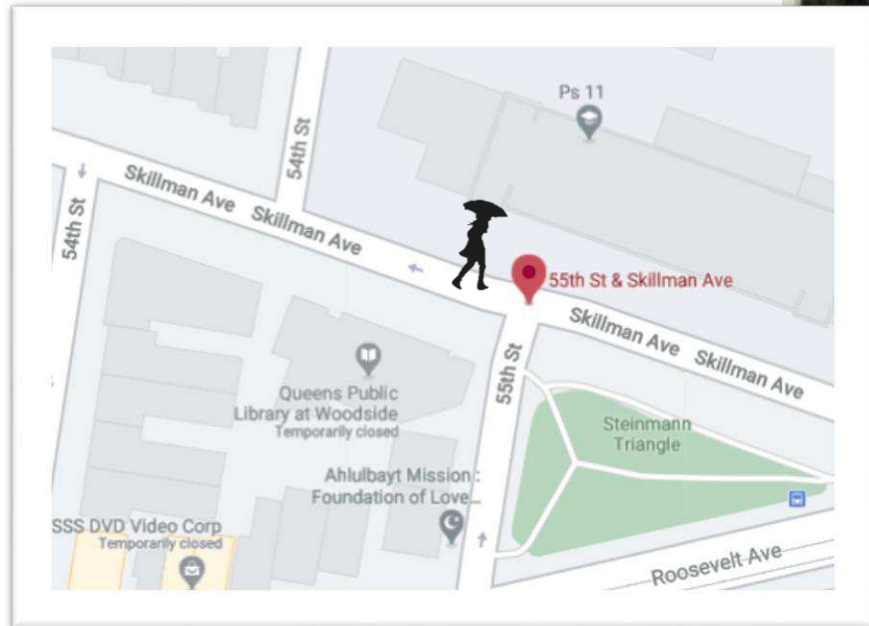 Ps 11
54th St
Skillman Ave
Skillman Ave
54th St
55th St & Skillman Ave
Skillman Ave
Skillman Ave
55th St
Queens Public
Library at Woodside
Temporarily closed
Steinmann
Triangle
Ahlulbayt Mission :
Foundation of Love...
SSS DVD Video Corp
Temporarily closed
Roosevelt Ave